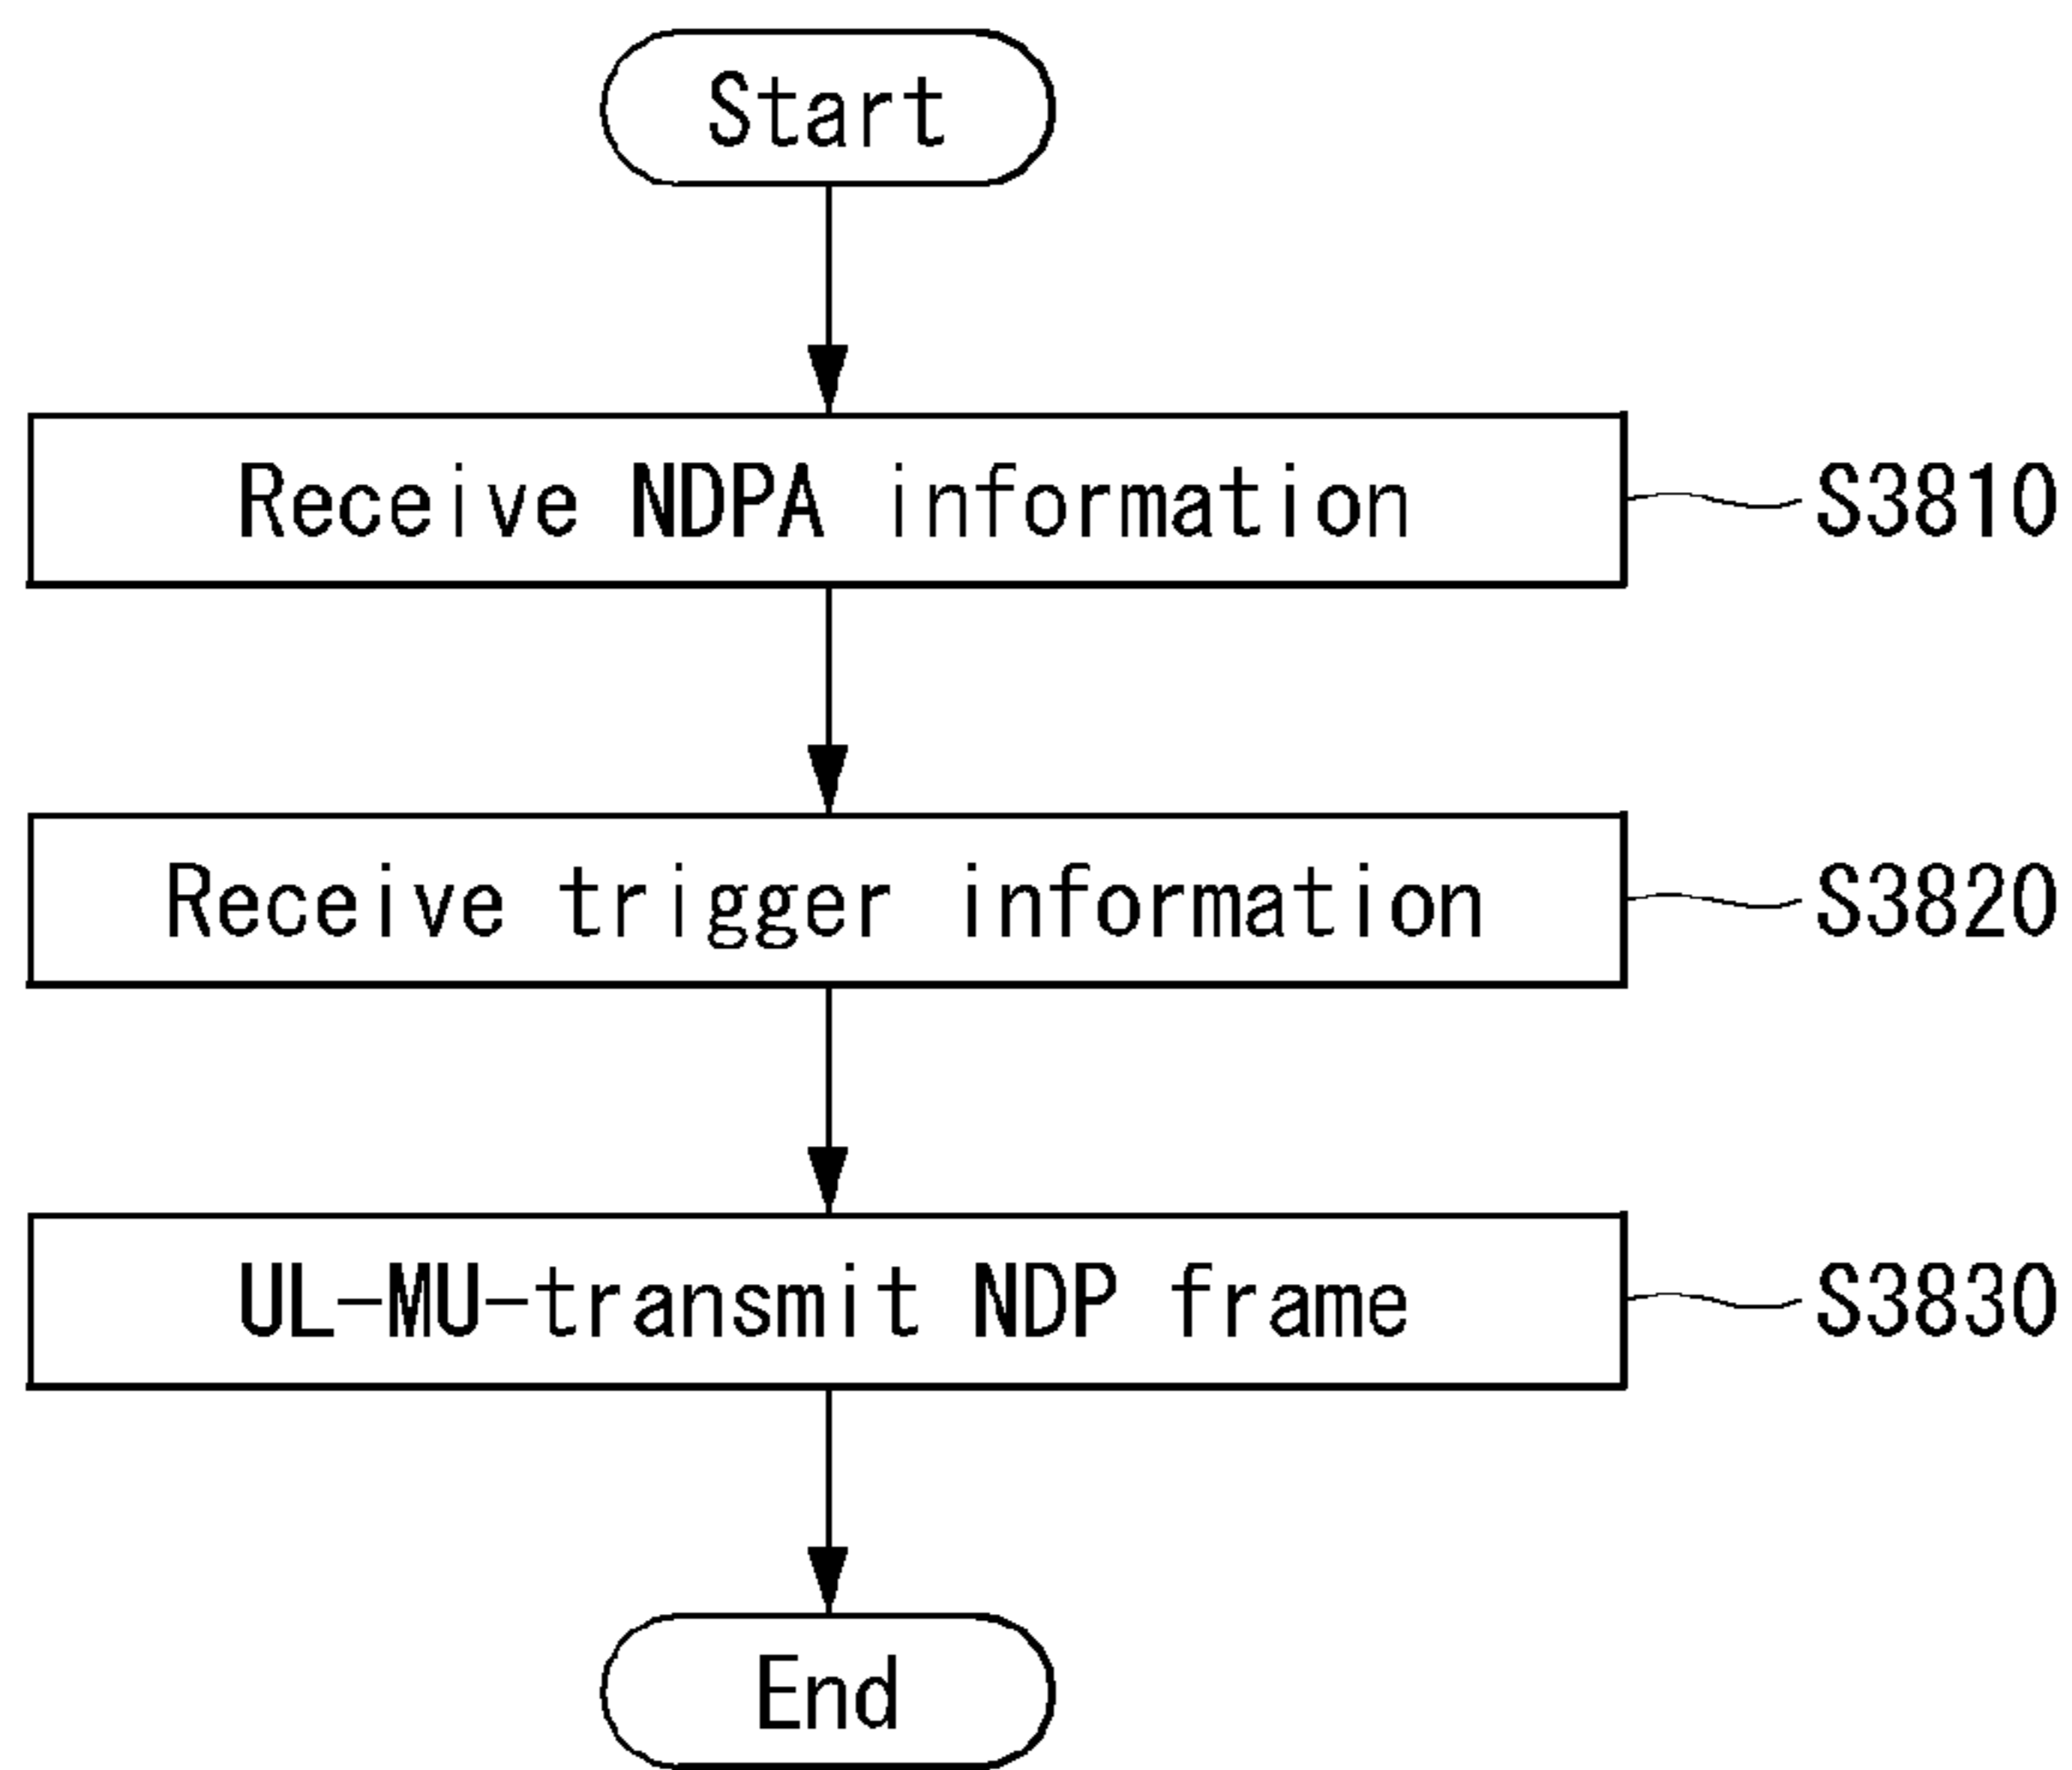 Start
Receive NDPA information
S3810
Receive trigger information
S3820
UL-MU-transmit NDP frame
S3830
End